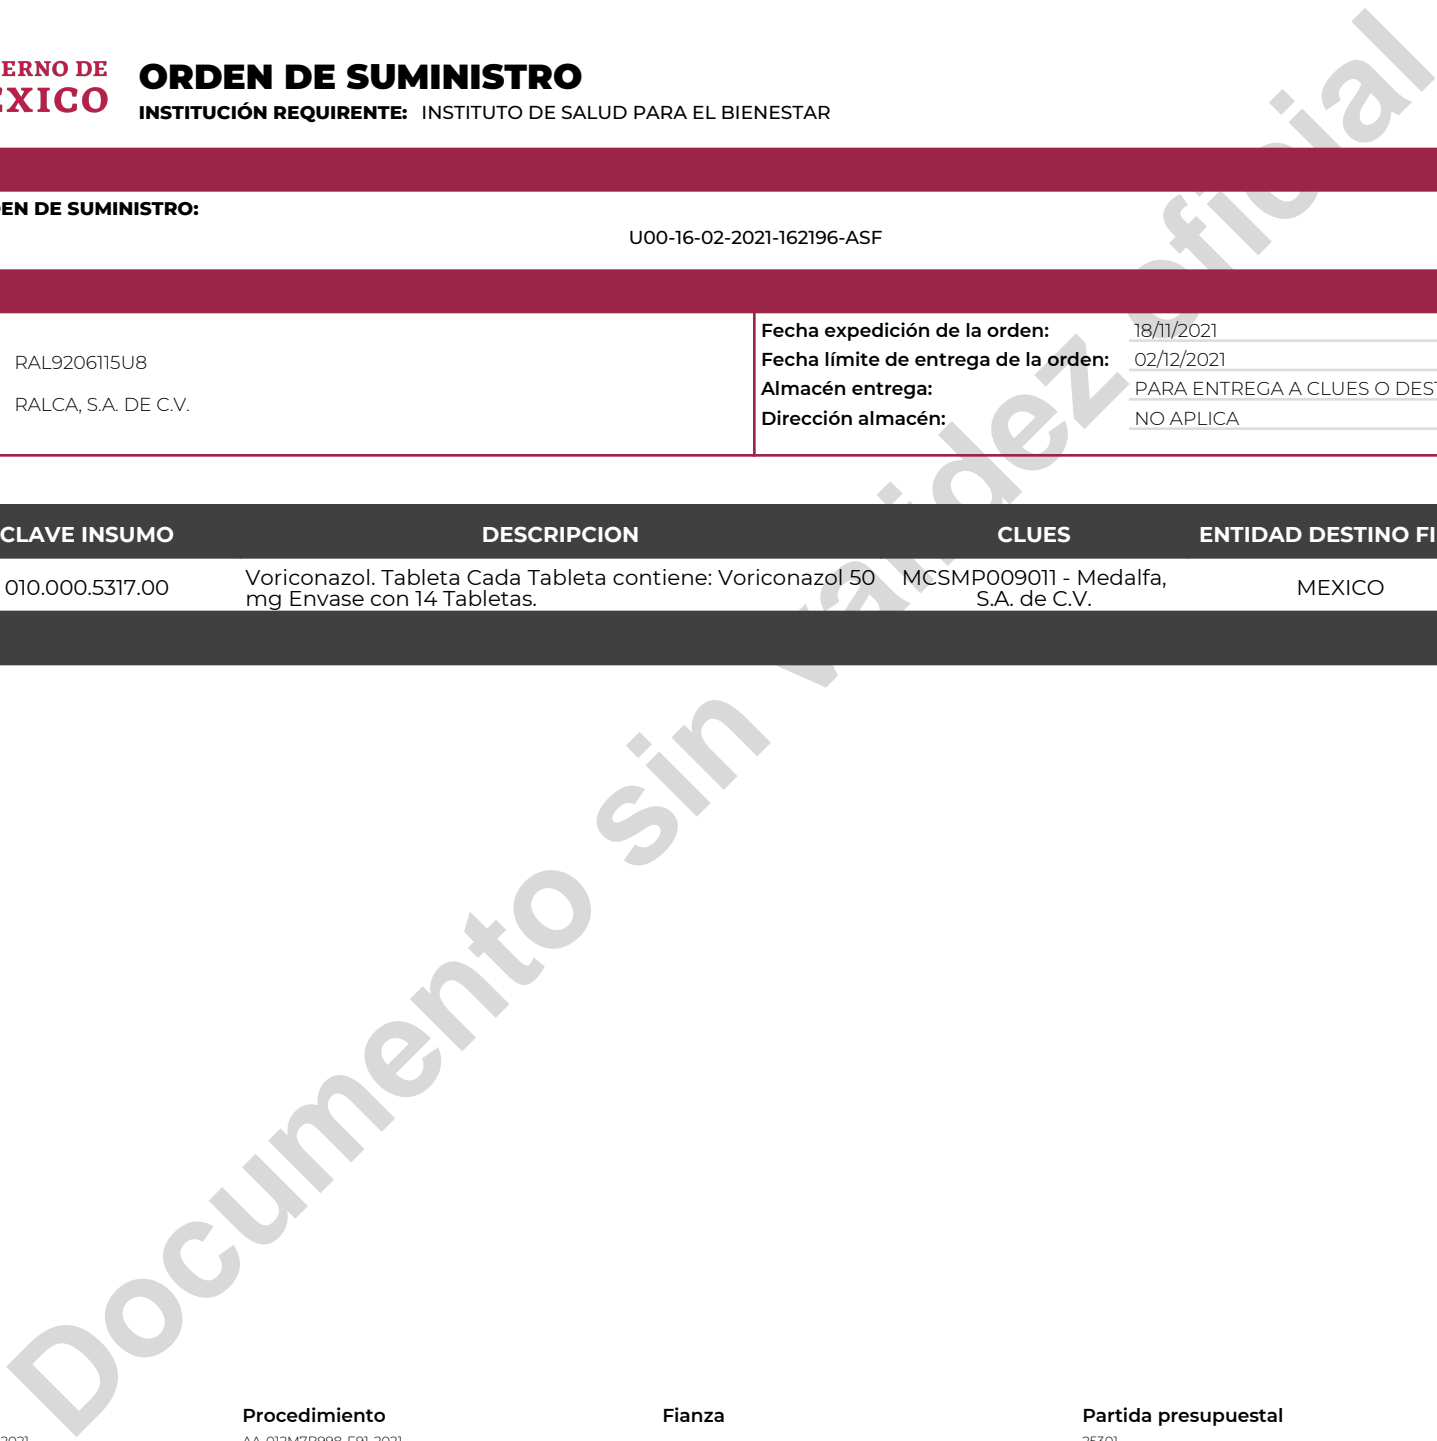 ERNO DE
EXICO
ORDEN DE SUMINISTRO
INSTITUCIÓN REQUIRENTE: INSTITUTO DE SALUD PARA EL BIENESTAR
EN DE SUMINISTRO:
U00-16-02-2021-162196-ASF
RAL9206115U8
RALCA, S.A. DE C.V.
Fecha expedición de la orden: 18/11/2021
Fecha límite de entrega de la orden: 02/12/2021
Almacén entrega: PARA ENTREGA A CLUES O DEST
Dirección almacén: NO APLICA
CLAVE INSUMO DESCRIPCION CLUES ENTIDAD DESTINO FI
010.000.5317.00 Voriconazol. Tableta Cada Tableta contiene: Voriconazol 50 MCSMP009011 - Medalfa, MEXICO
mg Envase con 14 Tabletas. S.A. de C.V.
Documento sin validez oficial
Procedimiento Fianza Partida presupuestal